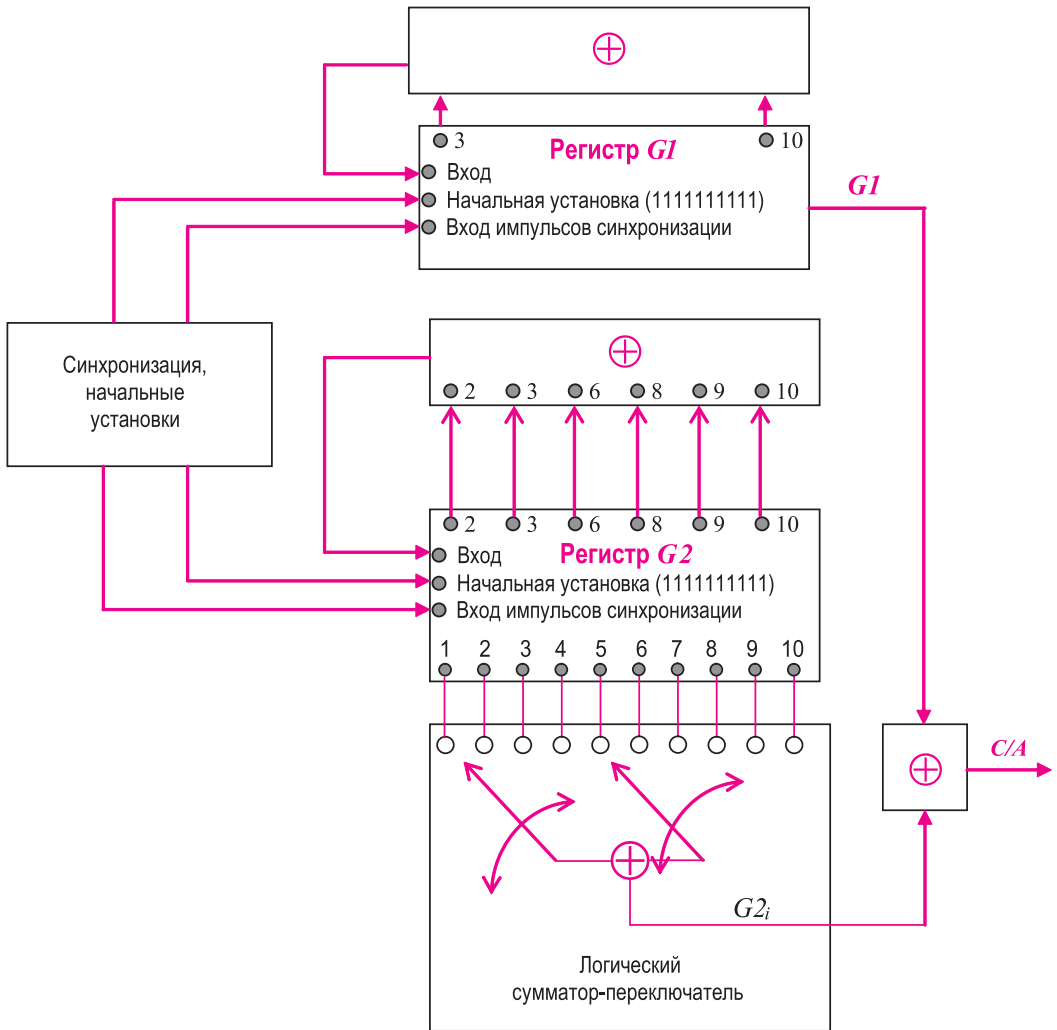 3
10
Регистр G1
Вход
Начальная установка (1111111111)
Вход импульсов синхронизации
G1
Синхронизация,
начальные
установки
2 3 6 8 9 10
2 3 6 8 9 10
Вход
Регистр G2
Начальная установка (1111111111)
Вход импульсов синхронизации
1 2 3 4 5 6 7 8 9 10
C/A
G2i
Логический
сумматор-переключатель